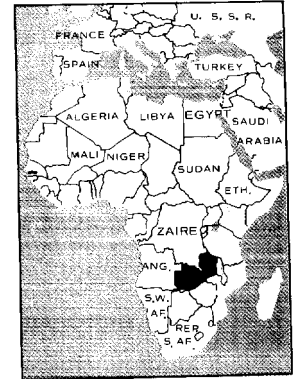 U. S. S. R.
FRANCE
SPAIN
TURKEY
ALGERIA
LIBYA
EGYPT
SAUDI
ARABIA
MALI
NIGER
SUDAN
ETH.
ZAIRE
ANG.
S.W.
AF.
REP.
S. AF.